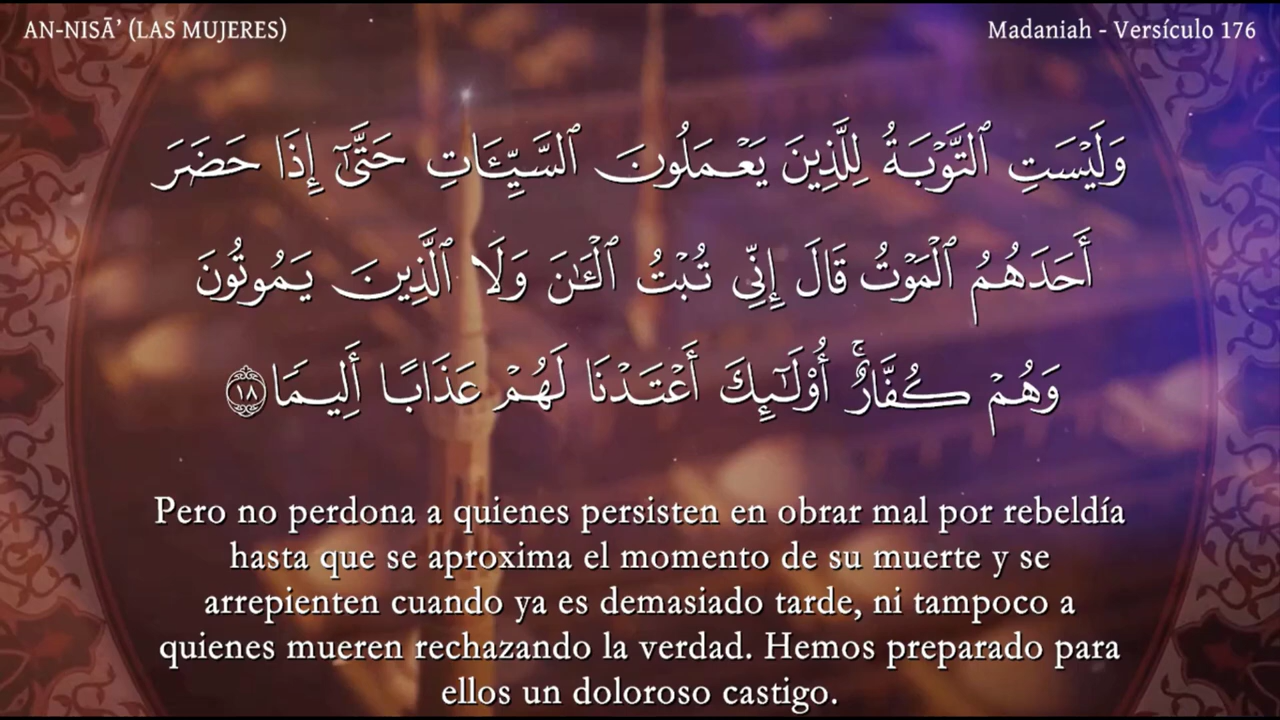 AN-NISĀ’ (LAS MUJERES)
Madaniah - Versículo 176
وَلَيْسَتِ ٱلتَّوْبَةُ لِلَّذِينَ يَعْمَلُونَ ٱلسَّيِّـَٔاتِ حَتَّىٰٓ إِذَا حَضَرَ
أَحَدَهُمُ ٱلْمَوْتُ قَالَ إِنِّى تُبْتُ ٱلْـَٔـٰنَ وَلَا ٱلَّذِينَ يَمُوتُونَ
وَهُمْ كُفَّارٌ ۚ أُو۟لَـٰٓئِكَ أَعْتَدْنَا لَهُمْ عَذَابًا أَلِيمًا ١٨
Pero no perdona a quienes persisten en obrar mal por rebeldía
hasta que se aproxima el momento de su muerte y se
arrepienten cuando ya es demasiado tarde, ni tampoco a
quienes mueren rechazando la verdad. Hemos preparado para
ellos un doloroso castigo.